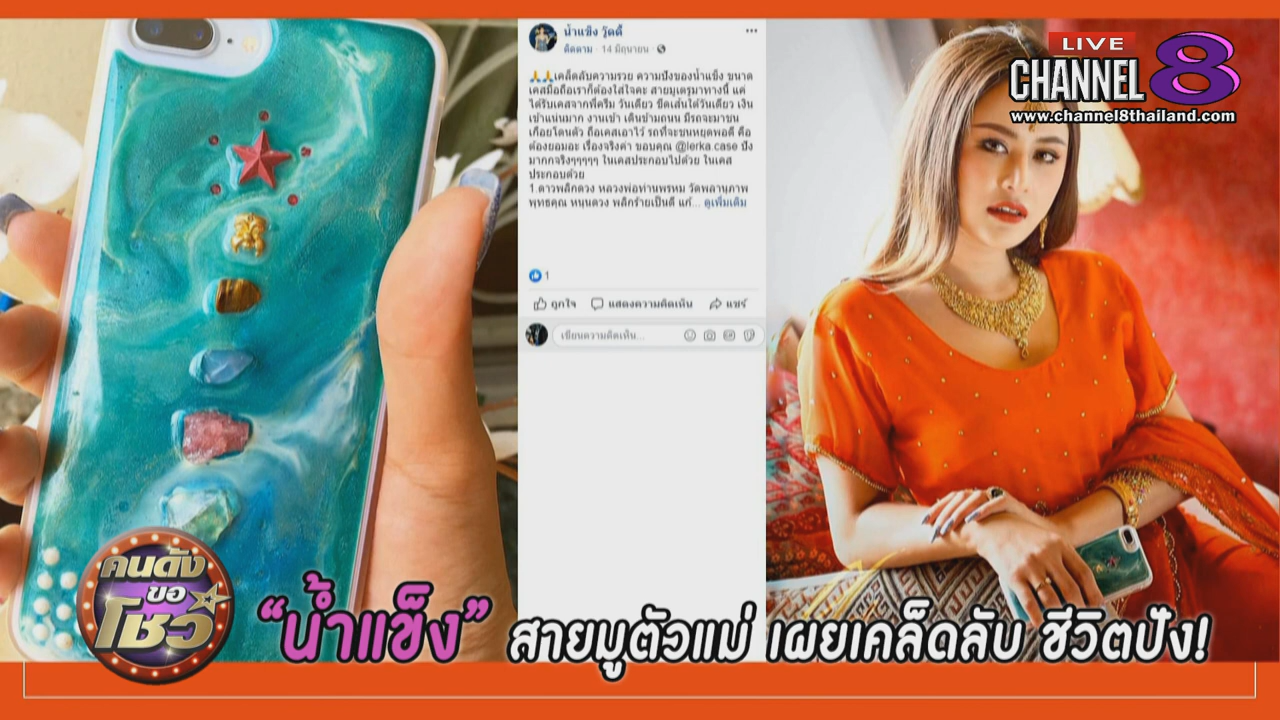 น้ำแข็ง วู้ดดี้
ติดตาม · 14 มิถุนายน ·
🙏🙏เคล็ดลับความรวย ความปังของน้ำแข็ง ขนาด
เคสมือถือเราก็ต้องใส่ใจคะ สายมูเตรูมาทางนี้ แค่
ได้รับเคสจากพี่ครีม วันเดียว ขีดเส้นใต้วันเดียว เงิน
เข้าแน่นมาก งานเข้า เดินข้ามถนน มีรถจะมาชน
เกือยโดนตัว ถือเคสเอาไว้ รถที่จะชนหยุดพอดี คือ
ต้องยอมอะ เรื่องจริงค่า ขอบคุณ @lerka.case ปัง
มากกจริงๆๆๆๆๆ ในเคสประกอบไปด้วย ในเคส
ประกอบด้วย
1.ดาวพลิกดวง หลวงพ่อท่านพรหม วัดพลานุภาพ
พุทธคุณ หนุนดวง พลิกร้ายเป็นดี แก้... ดูเพิ่มเติม
1
ถูกใจ แสดงความคิดเห็น แชร์
เขียนความคิดเห็น...
LIVE
CHANNEL 8
www.channel8thailand.com
คนดัง
ขอ
โชว์
“น้ำแข็ง” สายมูตัวแม่ เผยเคล็ดลับ ชีวิตปัง!